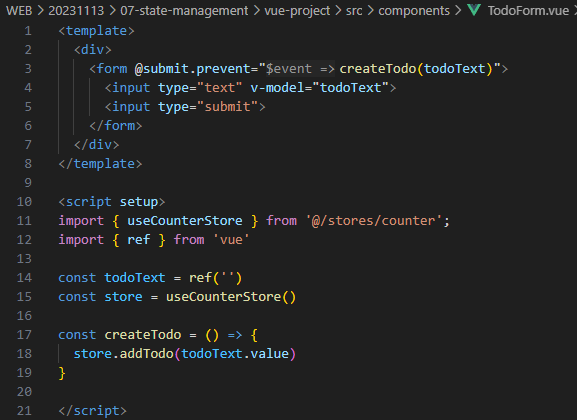 WEB > 20231113 > 07-state-management > vue-project > src > components > TodoForm.vue
1 <template>
2   <div>
3     <form @submit.prevent="$event => createTodo(todoText)">
4       <input type="text" v-model="todoText">
5       <input type="submit">
6     </form>
7   </div>
8 </template>
9
10 <script setup>
11 import { useCounterStore } from '@/stores/counter';
12 import { ref } from 'vue'
13
14 const todoText = ref('')
15 const store = useCounterStore()
16
17 const createTodo = () => {
18   store.addTodo(todoText.value)
19 }
20
21 </script>